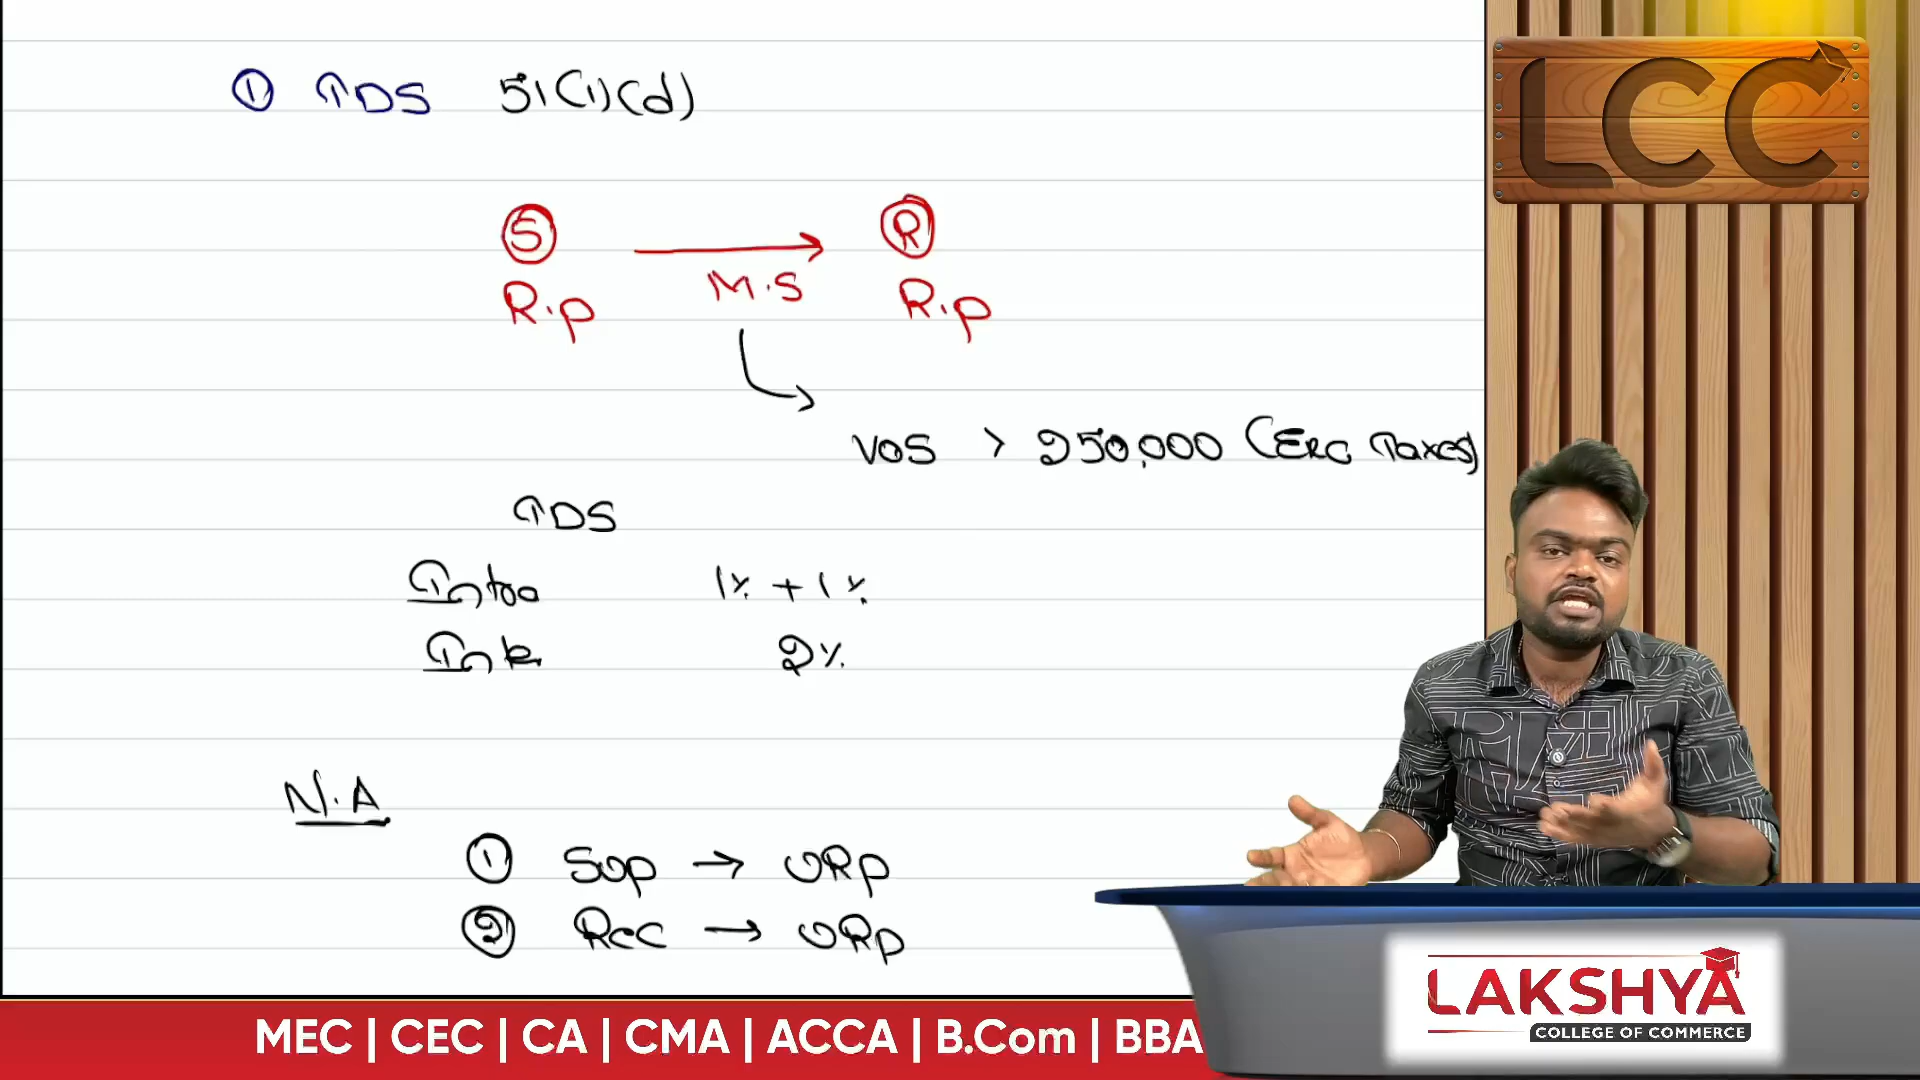 ① TDS 51(1)(d)
LCC
S → R
R.p M.S R.p
VOS > 250,000 (Exc Taxes)
TDS
Intra 1% + 1%
Inter 2%
N.A
① Sup → URp
② Rec → URp
LAKSHYA
COLLEGE OF COMMERCE
MEC | CEC | CA | CMA | ACCA | B.Com | BBA